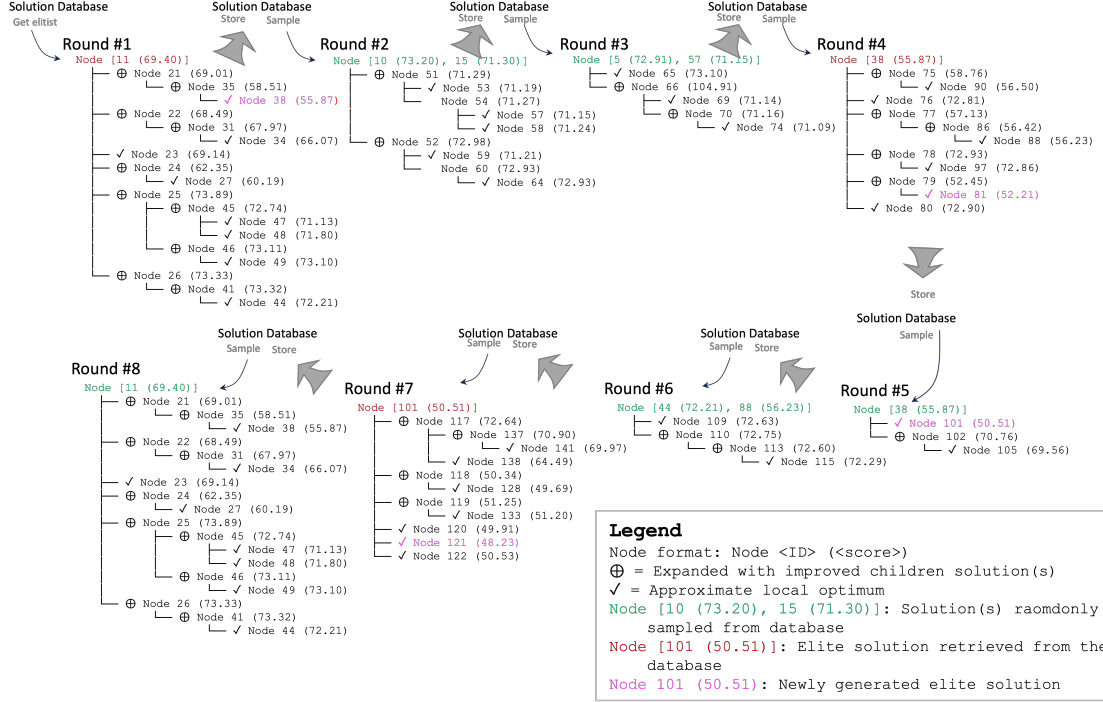 Solution Database
Get elitist
Round #1
Node [11 (69.40)]
⊕ Node 21 (69.01)
⊕ Node 35 (58.51)
✓ Node 38 (55.87)
⊕ Node 22 (68.49)
⊕ Node 31 (67.97)
✓ Node 34 (66.07)
✓ Node 23 (69.14)
⊕ Node 24 (62.35)
✓ Node 27 (60.19)
⊕ Node 25 (73.89)
⊕ Node 45 (72.74)
✓ Node 47 (71.13)
✓ Node 48 (71.80)
⊕ Node 46 (73.11)
✓ Node 49 (73.10)
⊕ Node 26 (73.33)
⊕ Node 41 (73.32)
✓ Node 44 (72.21)
Solution Database
Store Sample
Round #2
Node [10 (73.20), 15 (71.30)]
⊕ Node 51 (71.29)
✓ Node 53 (71.19)
Node 54 (71.27)
✓ Node 57 (71.15)
✓ Node 58 (71.24)
⊕ Node 52 (72.98)
✓ Node 59 (71.21)
Node 60 (72.93)
✓ Node 64 (72.93)
Solution Database
Store Sample
Round #3
Node [5 (72.91), 57 (71.15)]
✓ Node 65 (73.10)
⊕ Node 66 (104.91)
✓ Node 69 (71.14)
⊕ Node 70 (71.16)
✓ Node 74 (71.09)
Solution Database
Store Sample
Round #4
Node [38 (55.87)]
⊕ Node 75 (58.76)
✓ Node 90 (56.50)
✓ Node 76 (72.81)
⊕ Node 77 (57.13)
⊕ Node 86 (56.42)
✓ Node 88 (56.23)
⊕ Node 78 (72.93)
✓ Node 97 (72.86)
⊕ Node 79 (52.45)
✓ Node 81 (52.21)
✓ Node 80 (72.90)
Store
Solution Database
Sample
Round #5
Node [38 (55.87)]
✓ Node 101 (50.51)
⊕ Node 102 (70.76)
✓ Node 105 (69.56)
Solution Database
Sample Store
Round #6
Node [44 (72.21), 88 (56.23)]
✓ Node 109 (72.63)
⊕ Node 110 (72.75)
⊕ Node 113 (72.60)
✓ Node 115 (72.29)
Solution Database
Sample Store
Round #7
Node [101 (50.51)]
⊕ Node 117 (72.64)
⊕ Node 137 (70.90)
✓ Node 141 (69.97)
✓ Node 138 (64.49)
⊕ Node 118 (50.34)
✓ Node 128 (49.69)
⊕ Node 119 (51.25)
✓ Node 133 (51.20)
✓ Node 120 (49.91)
✓ Node 121 (48.23)
✓ Node 122 (50.53)
Solution Database
Sample Store
Round #8
Node [11 (69.40)]
⊕ Node 21 (69.01)
⊕ Node 35 (58.51)
✓ Node 38 (55.87)
⊕ Node 22 (68.49)
⊕ Node 31 (67.97)
✓ Node 34 (66.07)
✓ Node 23 (69.14)
⊕ Node 24 (62.35)
✓ Node 27 (60.19)
⊕ Node 25 (73.89)
⊕ Node 45 (72.74)
✓ Node 47 (71.13)
✓ Node 48 (71.80)
⊕ Node 46 (73.11)
✓ Node 49 (73.10)
⊕ Node 26 (73.33)
⊕ Node 41 (73.32)
✓ Node 44 (72.21)
Legend
Node format: Node <ID> (<score>)
⊕ = Expanded with improved children solution(s)
✓ = Approximate local optimum
Node [10 (73.20), 15 (71.30)]: Solution(s) raomdonly
sampled from database
Node [101 (50.51)]: Elite solution retrieved from the
database
Node 101 (50.51): Newly generated elite solution